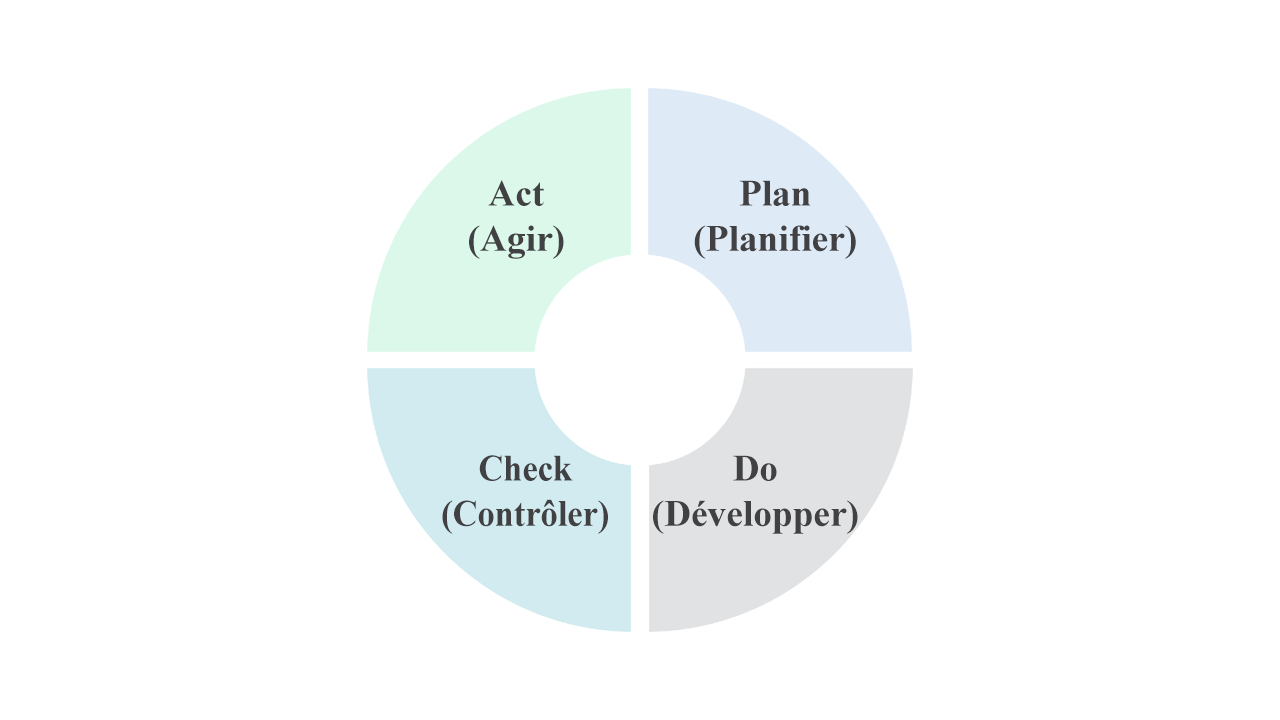 Act
(Agir)
Plan
(Planifier)
Check
(Contrôler)
Do
(Développer)